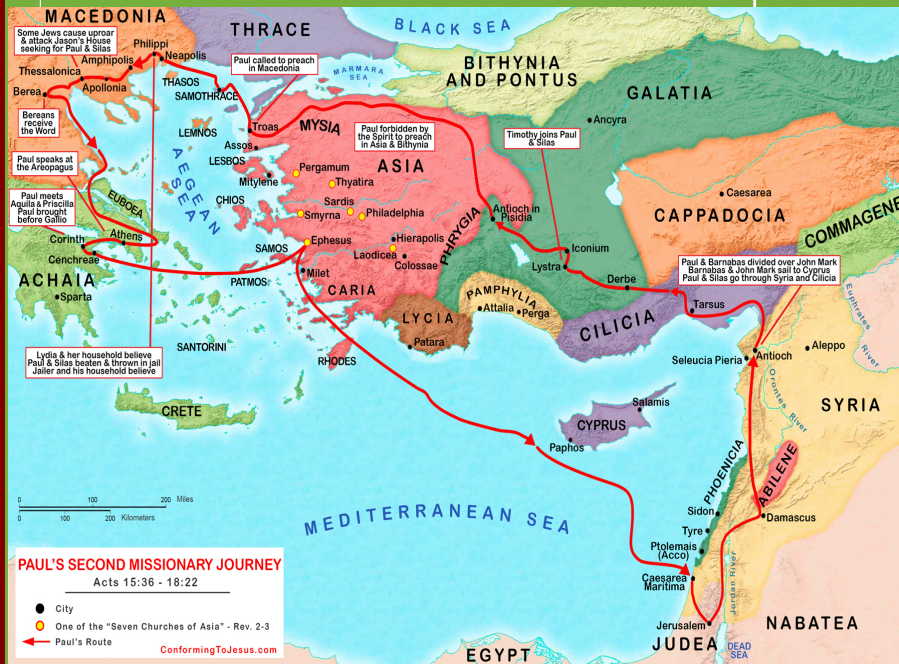 MACEDONIA
THRACE
BLACK SEA
BITHYNIA
AND PONTUS
GALATIA
Some Jews cause uproar
& attack Jason's House
seeking for Paul & Silas
Philippi
Neapolis
Amphipolis
Thessalonica
Apollonia
Berea
THASOS
SAMOTHRACE
Paul called to preach
in Macedonia
MARMARA
SEA
Bereans
receive
the Word
LEMNOS
Troas
MYSIA
Assos
LESBOS
Mitylene
Paul forbidden by
the Spirit to preach
in Asia & Bithynia
Timothy joins Paul
& Silas
Ancyra
ASIA
Pergamum
Thyatira
Sardis
Smyrna
Philadelphia
Paul speaks at
the Areopagus
AEGEAN
SEA
CHIOS
Paul meets
Aquila & Priscilla
Paul brought
before Gallio
EUBOEA
Athens
Corinth
Cenchreae
ACHAIA
Sparta
SAMOS
Ephesus
Hierapolis
Laodicea
Colossae
PHRYGIA
Antioch in
Pisidia
Iconium
Lystra
Derbe
Caesarea
CAPPADOCIA
COMMAGENE
Paul & Barnabas divided over John Mark
Barnabas & John Mark sail to Cyprus
Paul & Silas go through Syria and Cilicia
PATMOS
Milet
CARIA
LYCIA
Patara
PAMPHYLIA
Attalia
Perga
CILICIA
Tarsus
Euphrates
River
Lydia & her household believe
Paul & Silas beaten & thrown in jail
Jailer and his household believe
SANTORINI
RHODES
CRETE
Seleucia Pieria
Antioch
Aleppo
Orontes River
SYRIA
Salamis
CYPRUS
Paphos
PHOENICIA
ABILENE
Sidon
Damascus
Tyre
Ptolemais
(Acco)
Caesarea
Maritima
Jordan River
Jerusalem
JUDEA
DEAD
SEA
NABATEA
EGYPT
MEDITERRANEAN SEA
0 100 200 Miles
0 100 200 Kilometers
PAUL'S SECOND MISSIONARY JOURNEY
Acts 15:36 - 18:22
City
One of the "Seven Churches of Asia" - Rev. 2-3
Paul's Route
ConformingToJesus.com